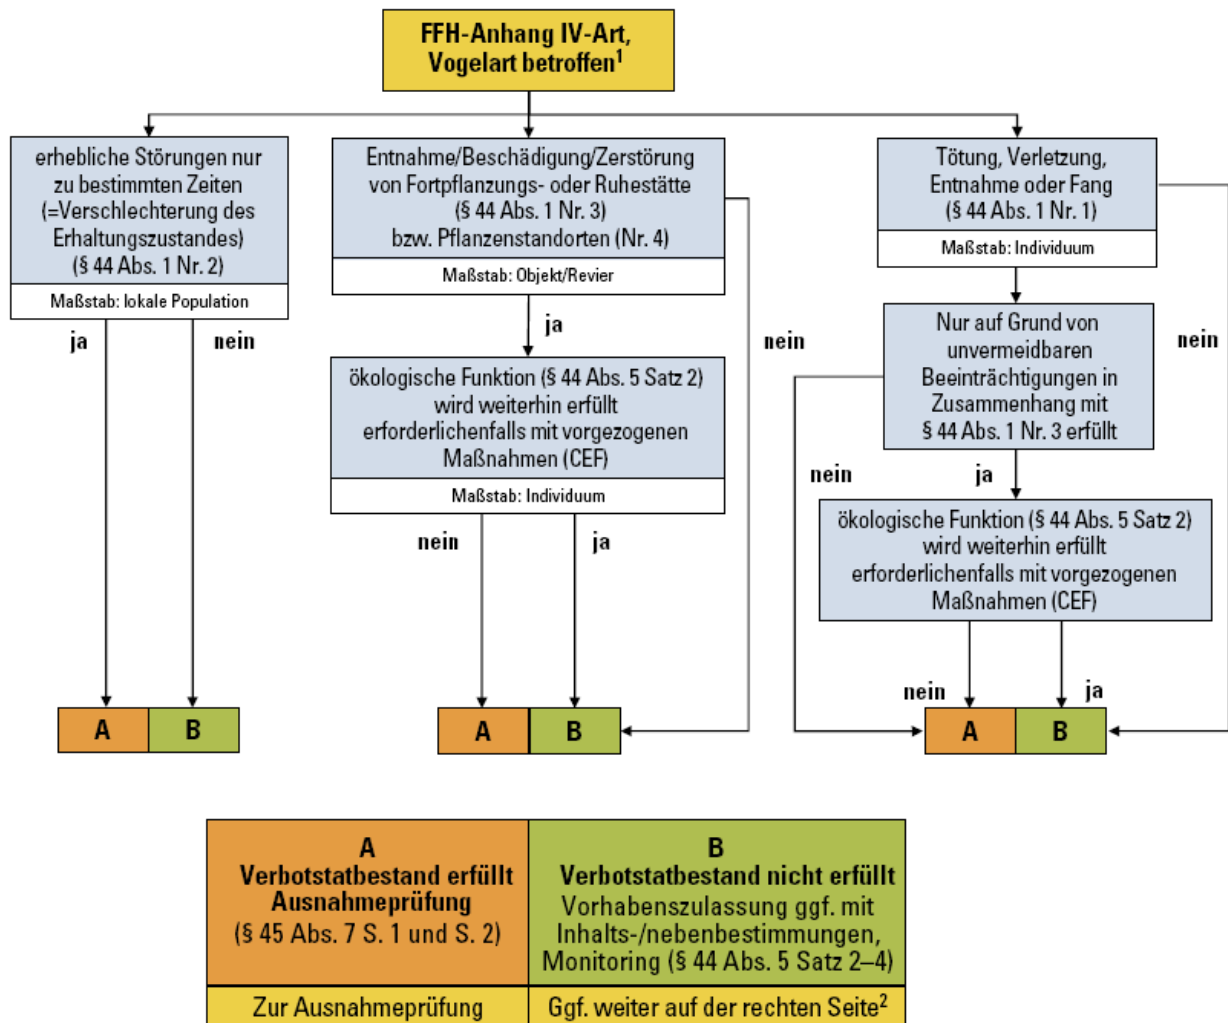 FFH-Anhang IV-Art,
Vogelart betroffen¹
erhebliche Störungen nur
zu bestimmten Zeiten
(=Verschlechterung des
Erhaltungszustandes)
(§ 44 Abs. 1 Nr. 2)
Maßstab: lokale Population
ja
nein
Entnahme/Beschädigung/Zerstörung
von Fortpflanzungs- oder Ruhestätte
(§ 44 Abs. 1 Nr. 3)
bzw. Pflanzenstandorten (Nr. 4)
Maßstab: Objekt/Revier
ja
nein
ökologische Funktion (§ 44 Abs. 5 Satz 2)
wird weiterhin erfüllt
erforderlichenfalls mit vorgezogenen
Maßnahmen (CEF)
Maßstab: Individuum
nein
ja
Tötung, Verletzung,
Entnahme oder Fang
(§ 44 Abs. 1 Nr. 1)
Maßstab: Individuum
nein
Nur auf Grund von
unvermeidbaren
Beeinträchtigungen in
Zusammenhang mit
§ 44 Abs. 1 Nr. 3 erfüllt
nein
ja
ökologische Funktion (§ 44 Abs. 5 Satz 2)
wird weiterhin erfüllt
erforderlichenfalls mit vorgezogenen
Maßnahmen (CEF)
nein
ja
A
B
A
B
A
B
A
Verbotstatbestand erfüllt
Ausnahmeprüfung
(§ 45 Abs. 7 S. 1 und S. 2)
Zur Ausnahmeprüfung
B
Verbotstatbestand nicht erfüllt
Vorhabenszulassung ggf. mit
Inhalts-/nebenbestimmungen,
Monitoring (§ 44 Abs. 5 Satz 2–4)
Ggf. weiter auf der rechten Seite²